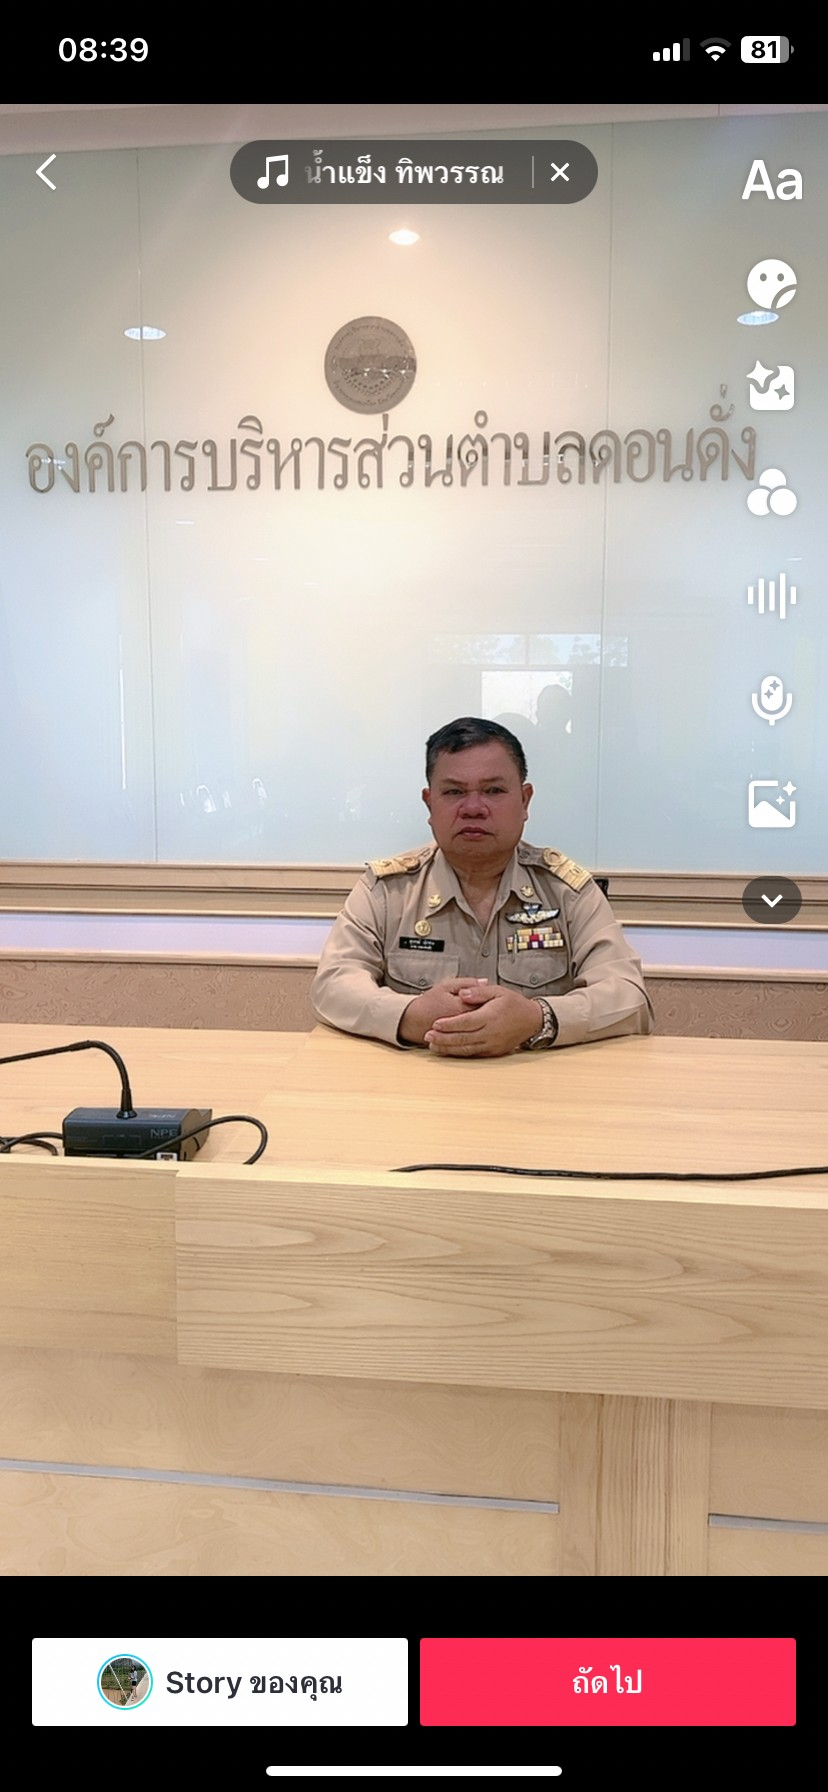 08:39
81
น้ำแข็ง ทิพวรรณ
Aa
องค์การบริหารส่วนตำบลดอนดั่ง
Story ของคุณ
ถัดไป